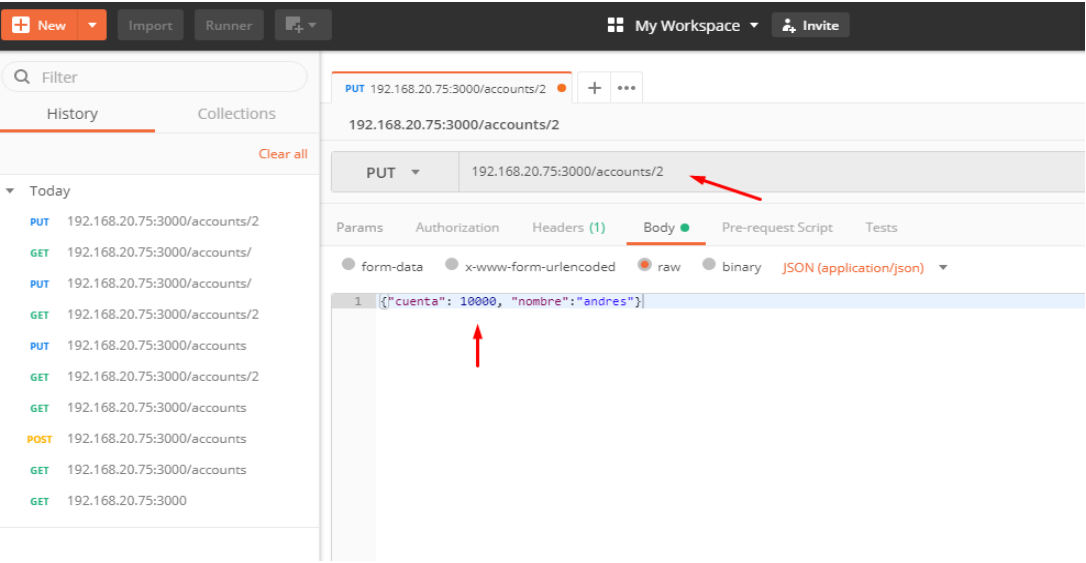 New Import Runner My Workspace Invite
Filter
History Collections
Clear all
Today
PUT 192.168.20.75:3000/accounts/2
GET 192.168.20.75:3000/accounts/
PUT 192.168.20.75:3000/accounts/
GET 192.168.20.75:3000/accounts/2
PUT 192.168.20.75:3000/accounts
GET 192.168.20.75:3000/accounts/2
GET 192.168.20.75:3000/accounts
POST 192.168.20.75:3000/accounts
GET 192.168.20.75:3000/accounts
GET 192.168.20.75:3000
PUT 192.168.20.75:3000/accounts/2
192.168.20.75:3000/accounts/2
PUT 192.168.20.75:3000/accounts/2
Params Authorization Headers (1) Body Pre-request Script Tests
form-data x-www-form-urlencoded raw binary JSON (application/json)
1 {"cuenta": 10000, "nombre":"andres"}